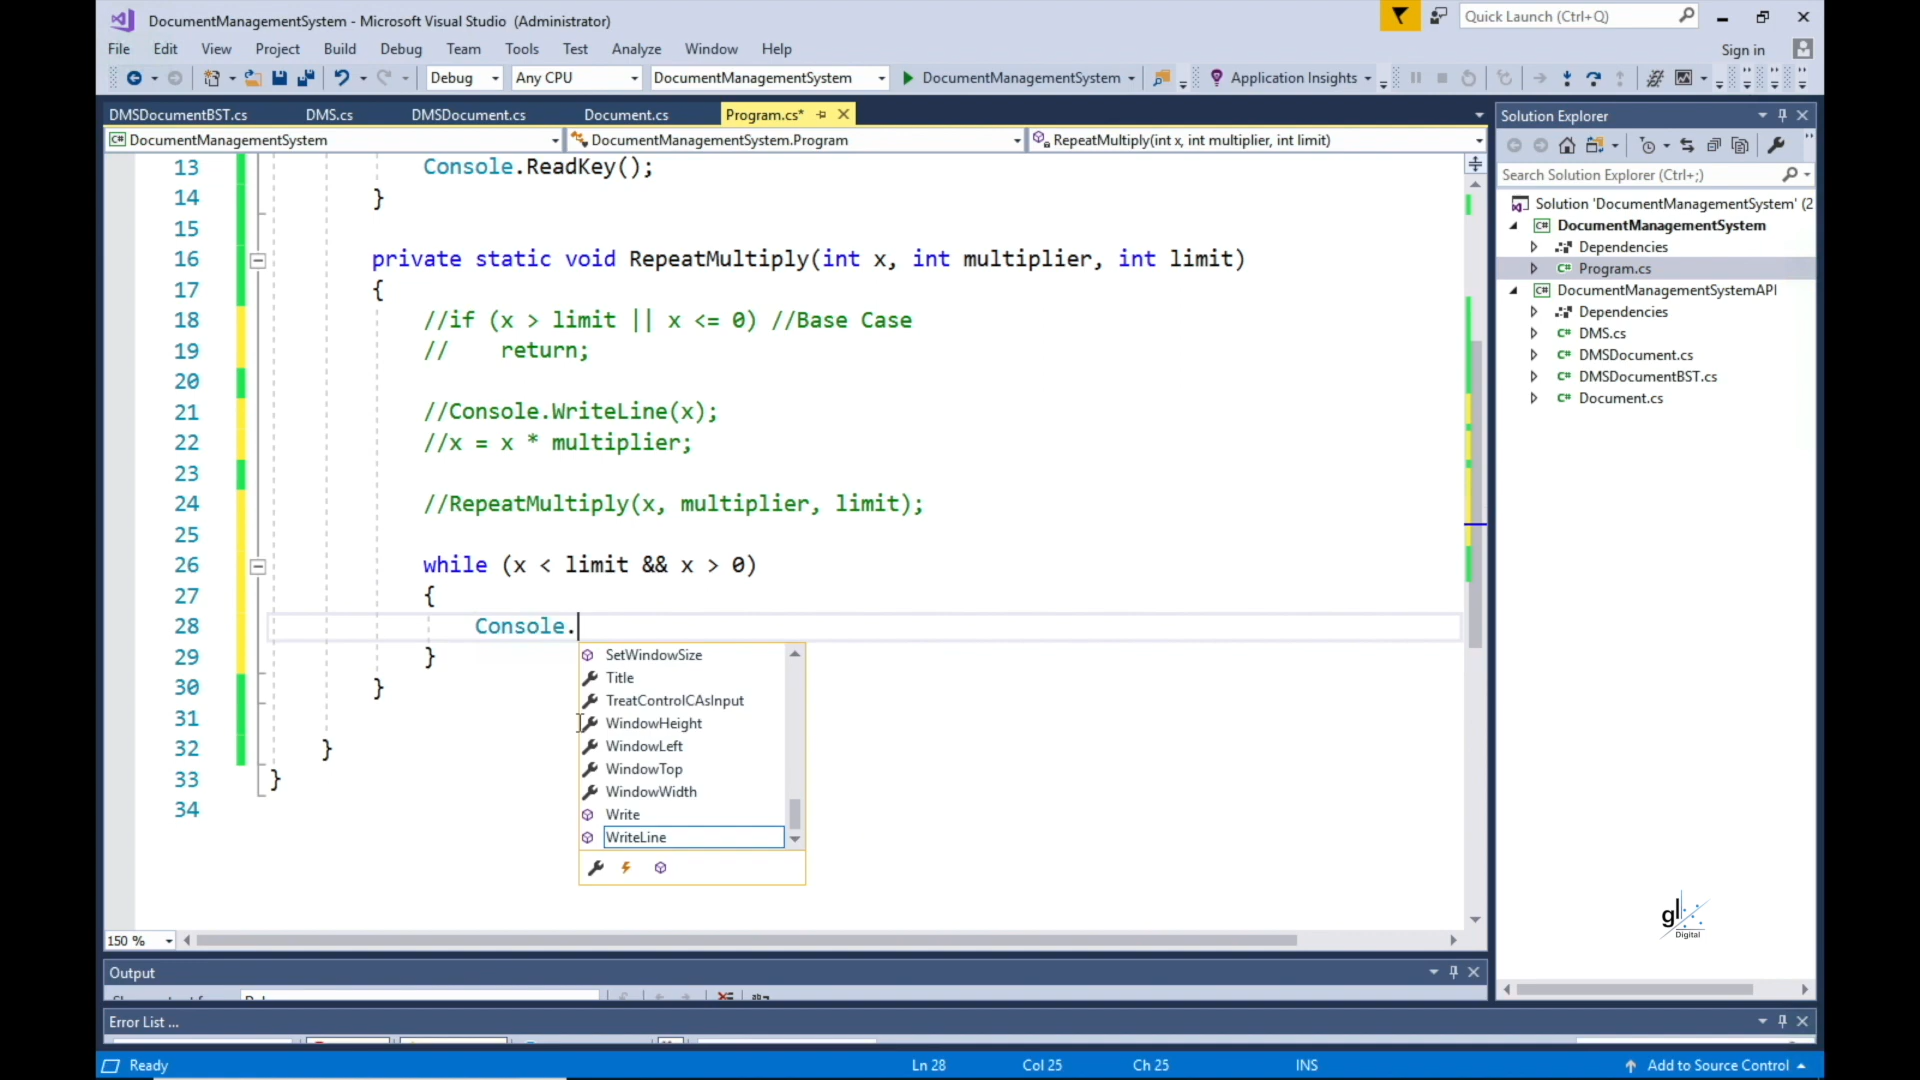 DocumentManagementSystem - Microsoft Visual Studio (Administrator)
Quick Launch (Ctrl+Q)
File Edit View Project Build Debug Team Tools Test Analyze Window Help
Sign in
Debug Any CPU DocumentManagementSystem DocumentManagementSystem Application Insights
DMSDocumentBST.cs DMS.cs DMSDocument.cs Document.cs Program.cs*
DocumentManagementSystem DocumentManagementSystem.Program RepeatMultiply(int x, int multiplier, int limit)
13 Console.ReadKey();
14 }
15
16 private static void RepeatMultiply(int x, int multiplier, int limit)
17 {
18 //if (x > limit || x <= 0) //Base Case
19 // return;
20
21 //Console.WriteLine(x);
22 //x = x * multiplier;
23
24 //RepeatMultiply(x, multiplier, limit);
25
26 while (x < limit && x > 0)
27 {
28 Console.
29 }
30 }
31
32 }
33 }
34
SetWindowSize
Title
TreatControlCAsInput
WindowHeight
WindowLeft
WindowTop
WindowWidth
Write
WriteLine
150 %
Solution Explorer
Search Solution Explorer (Ctrl+;)
Solution 'DocumentManagementSystem' (2
C# DocumentManagementSystem
Dependencies
C# Program.cs
C# DocumentManagementSystemAPI
Dependencies
C# DMS.cs
C# DMSDocument.cs
C# DMSDocumentBST.cs
C# Document.cs
gl
Digital
Output
Error List ...
Ready Ln 28 Col 25 Ch 25 INS Add to Source Control